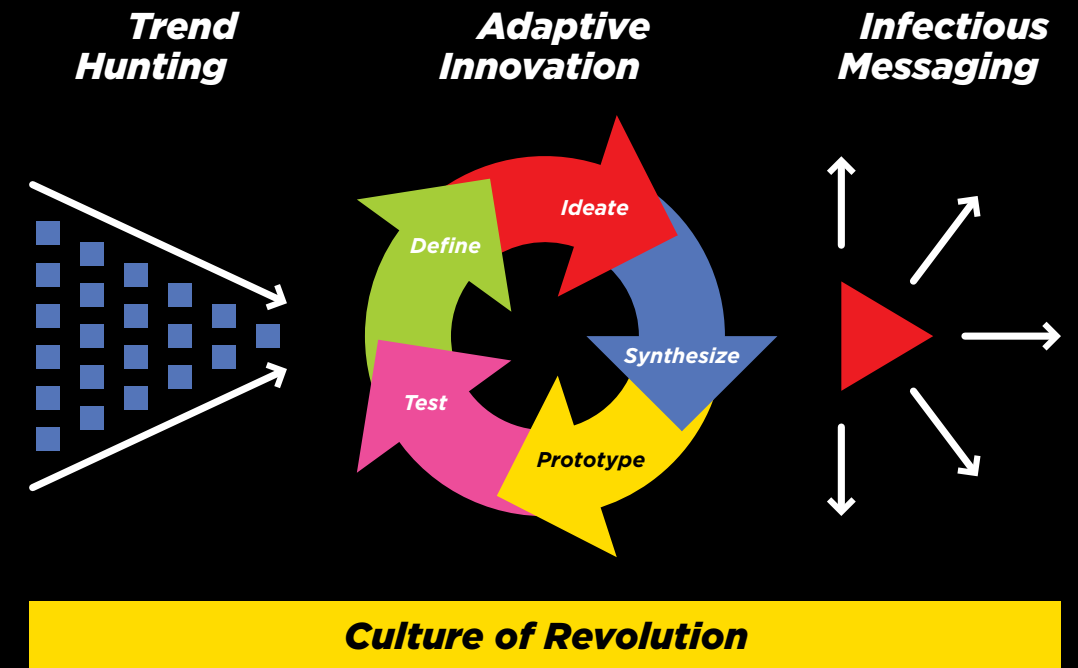 Trend
Hunting
Adaptive
Innovation
Infectious
Messaging
Ideate
Define
Synthesize
Test
Prototype
Culture of Revolution